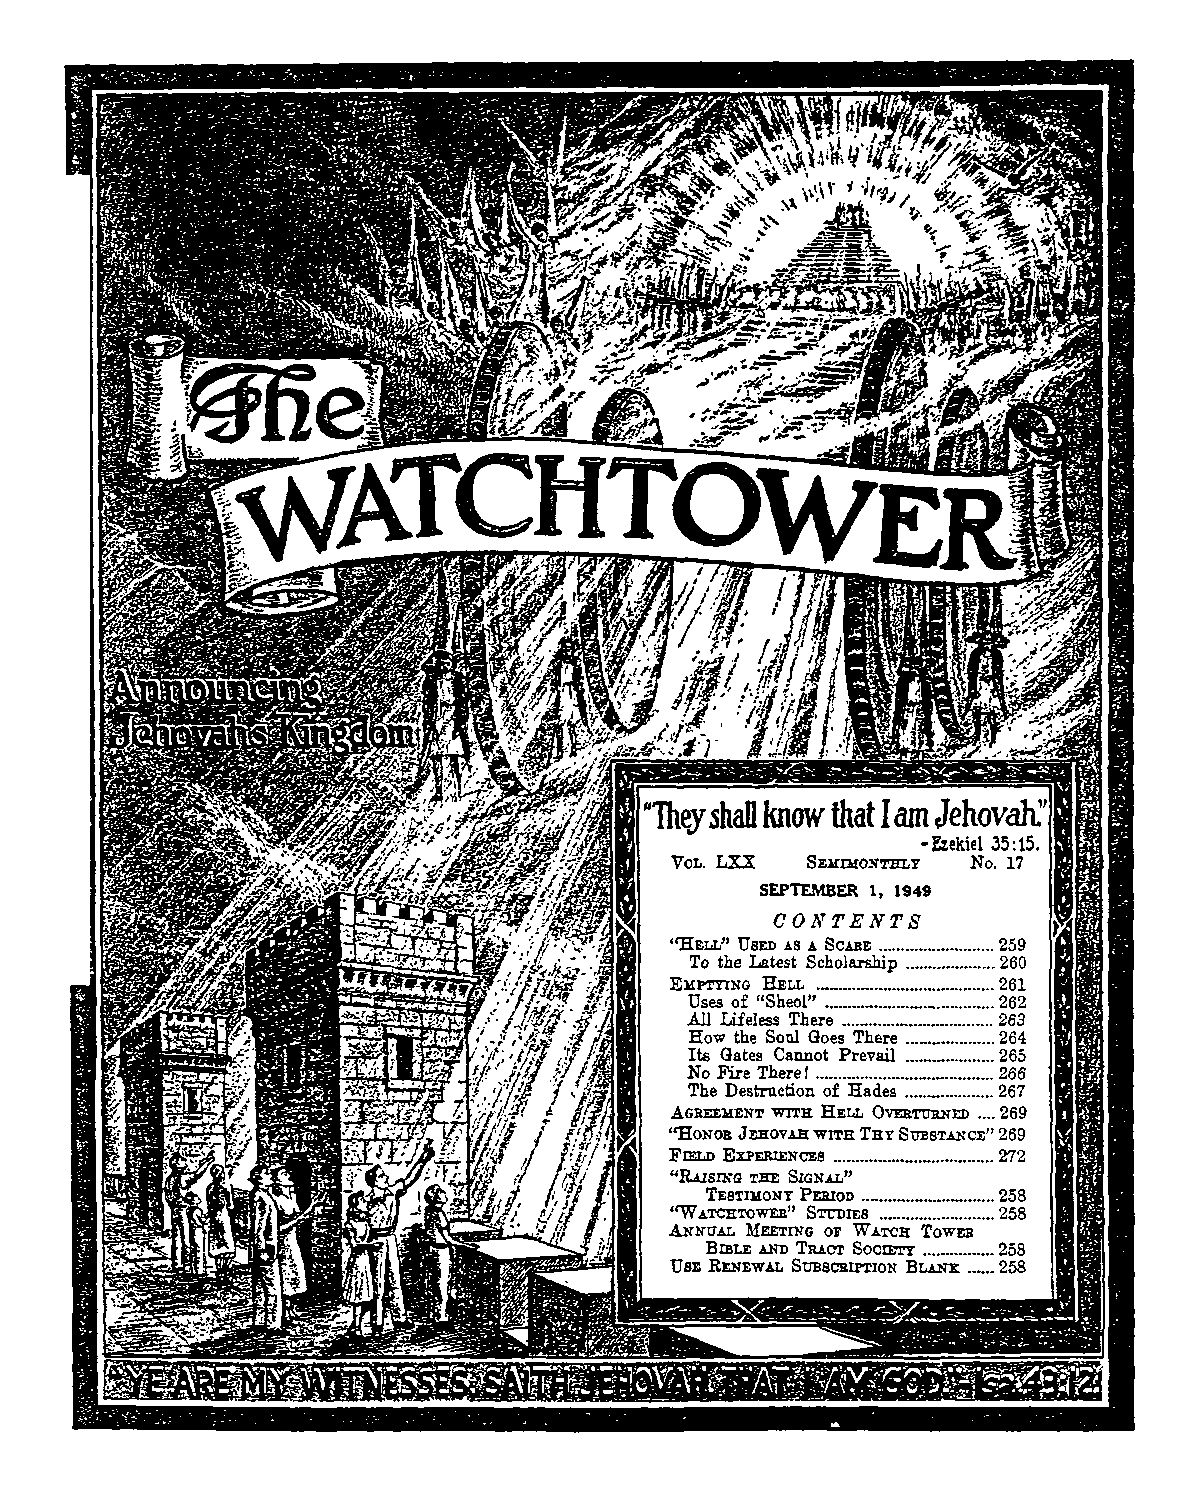 The
WATCHTOWER
Announcing
Jehovah's Kingdom
"They shall know that I am Jehovah."
-Ezekiel 35:15.
VOL. LXX SEMIMONTHLY No. 17
SEPTEMBER 1, 1949
CONTENTS
"HELL" USED AS A SCARE ........................ 259
To the Latest Scholarship .................... 260
EMPTYING HELL ...................................... 261
Uses of "Sheol" .................................... 262
All Lifeless There ................................ 263
How the Soul Goes There ................... 264
Its Gates Cannot Prevail ................... 265
No Fire There! ...................................... 266
The Destruction of Hades ................... 267
AGREEMENT WITH HELL OVERTURNED .... 269
"HONOR JEHOVAH WITH THY SUBSTANCE" 269
FIELD EXPERIENCES .................................. 272
"RAISING THE SIGNAL"
TESTIMONY PERIOD ............................ 258
"WATCHTOWER" STUDIES ........................ 258
ANNUAL MEETING OF WATCH TOWER
BIBLE AND TRACT SOCIETY ............... 258
USE RENEWAL SUBSCRIPTION BLANK ...... 258
"YE ARE MY WITNESSES, SAITH JEHOVAH, THAT I AM GOD."-Isa.43:12.